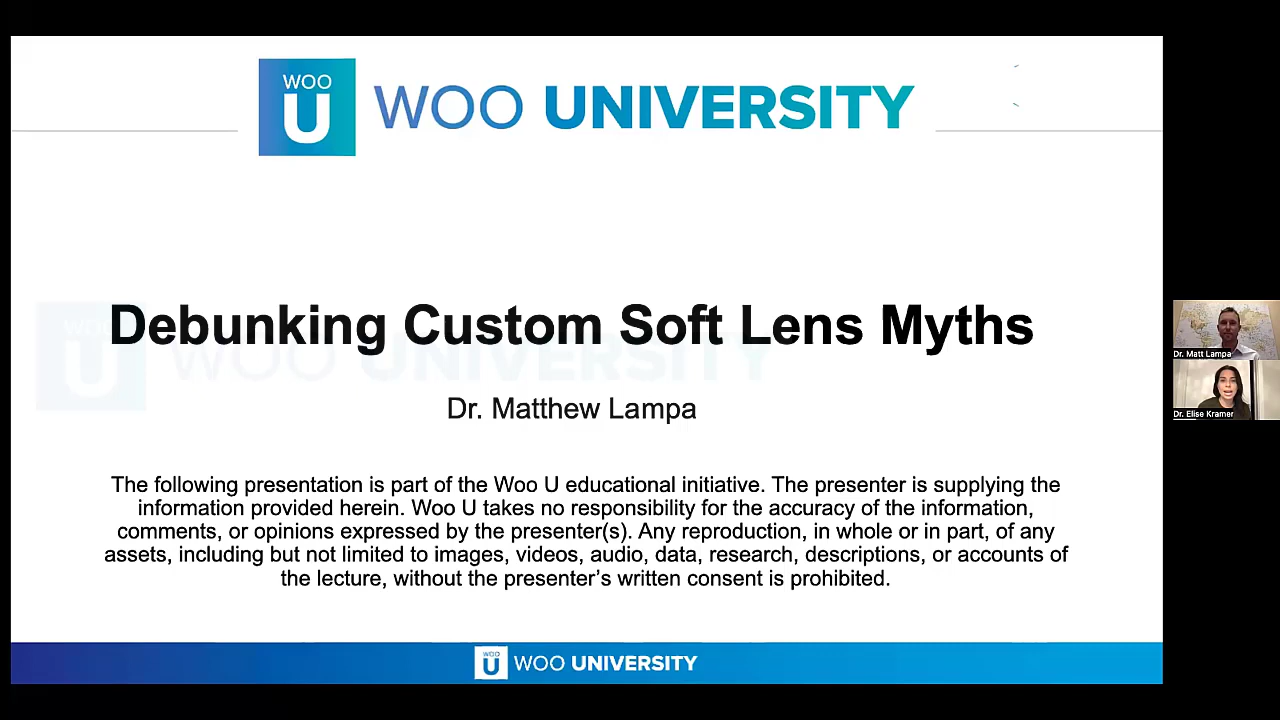 WOO
U
WOO UNIVERSITY
Debunking Custom Soft Lens Myths
WOO
U
WOO UNIVERSITY
Dr. Matthew Lampa
The following presentation is part of the Woo U educational initiative. The presenter is supplying the
information provided herein. Woo U takes no responsibility for the accuracy of the information,
comments, or opinions expressed by the presenter(s). Any reproduction, in whole or in part, of any
assets, including but not limited to images, videos, audio, data, research, descriptions, or accounts of
the lecture, without the presenter's written consent is prohibited.
WOO
U
WOO UNIVERSITY
Dr. Matt Lampa
Dr. Elise Kramer